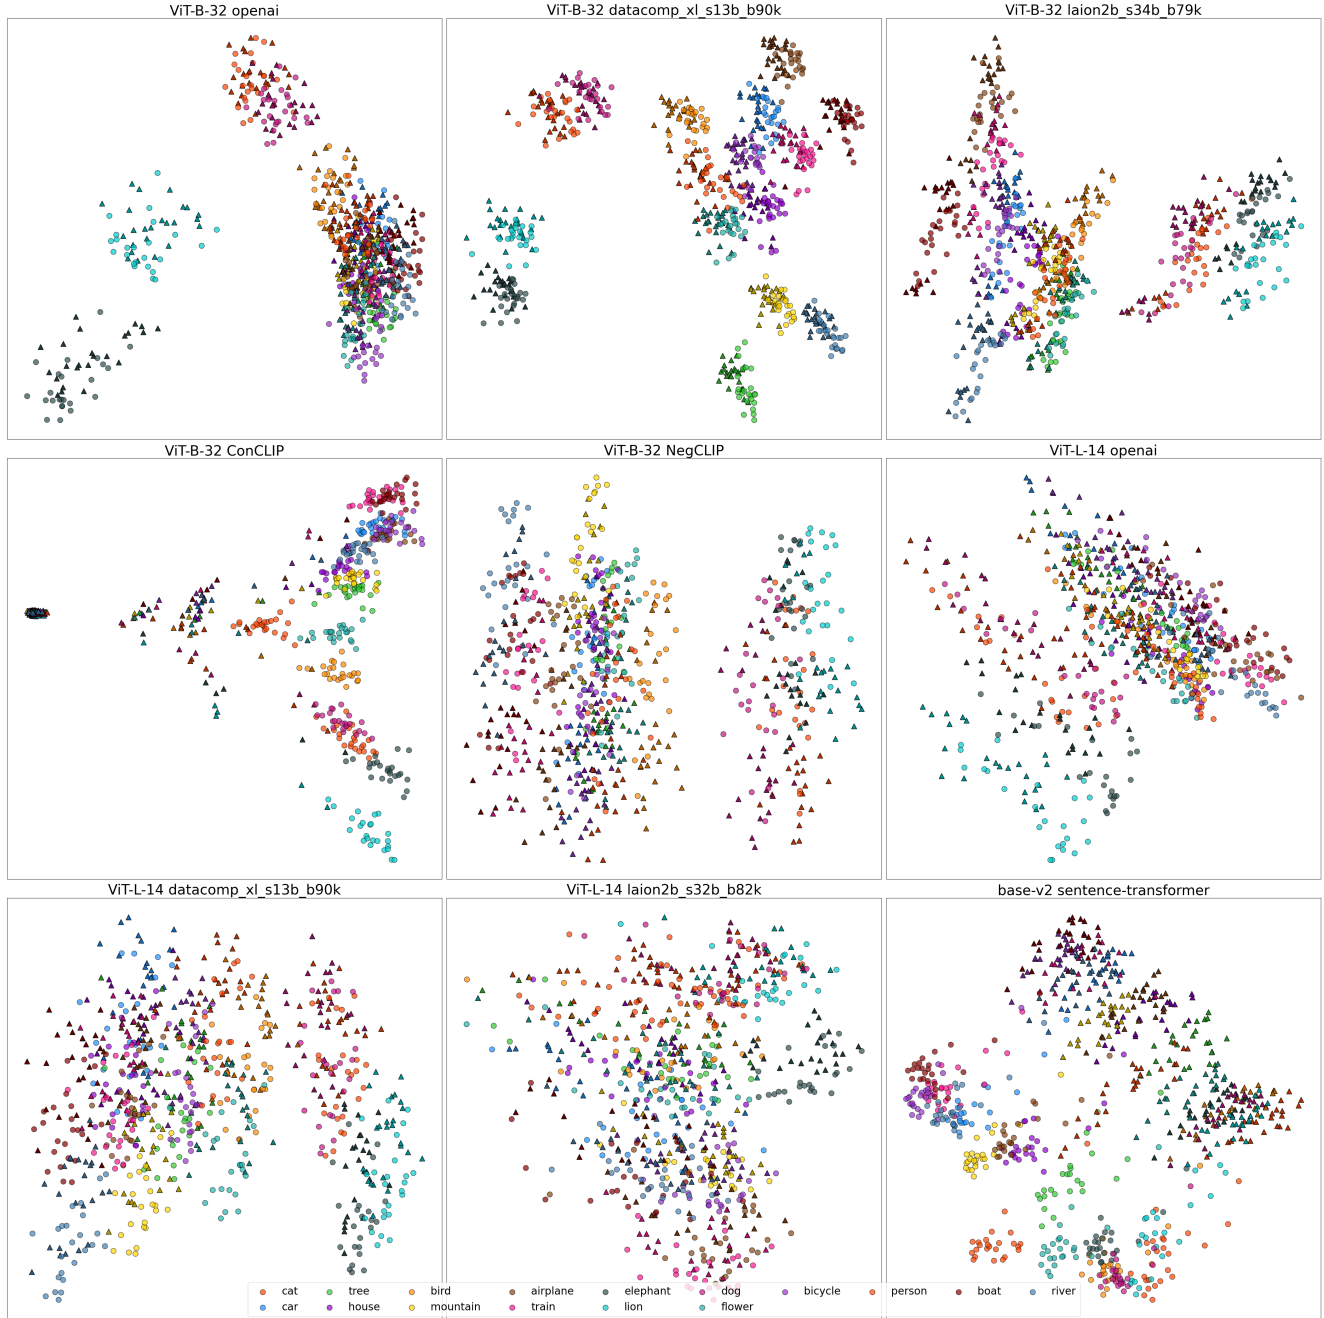 ViT-B-32 openai
ViT-B-32 datacomp_xl_s13b_b90k
ViT-B-32 laion2b_s34b_b79k
ViT-B-32 ConCLIP
ViT-B-32 NegCLIP
ViT-L-14 openai
ViT-L-14 datacomp_xl_s13b_b90k
ViT-L-14 laion2b_s32b_b82k
base-v2 sentence-transformer
cat tree bird airplane elephant dog bicycle person boat river
car house mountain train lion flower